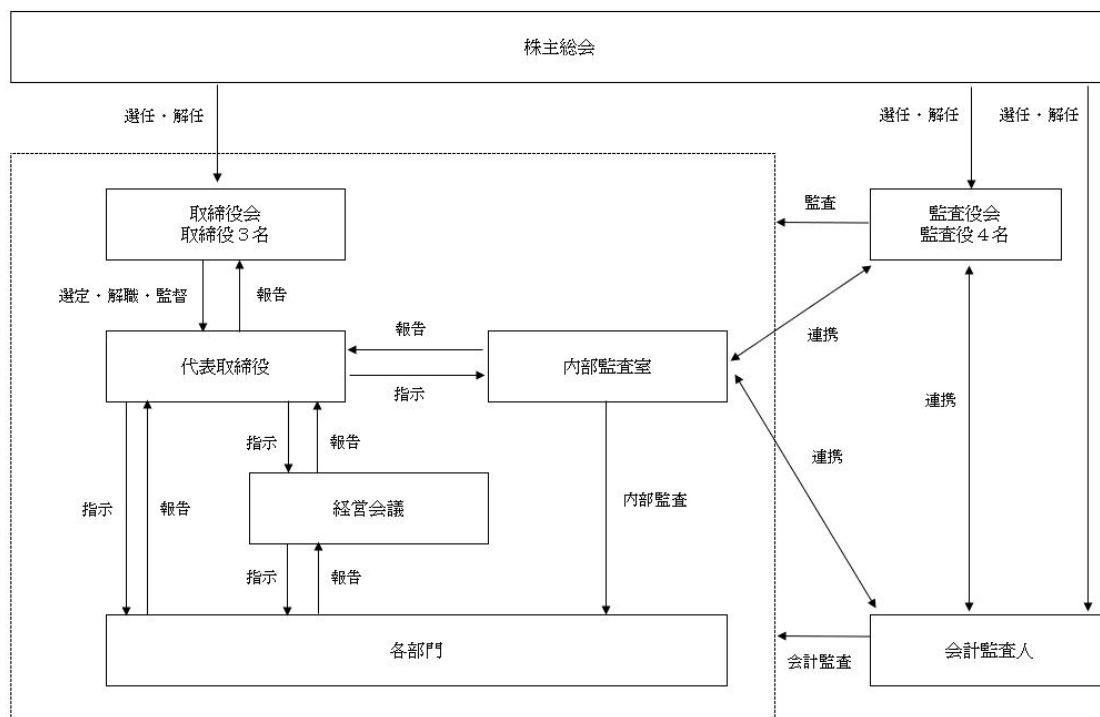 株主総会
選任・解任
選任・解任
選任・解任
取締役会
取締役３名
監査
監査役会
監査役４名
選定・解職・監督
報告
報告
代表取締役
内部監査室
連携
指示
連携
指示
報告
連携
経営会議
内部監査
指示
報告
指示
報告
各部門
会計監査人
会計監査